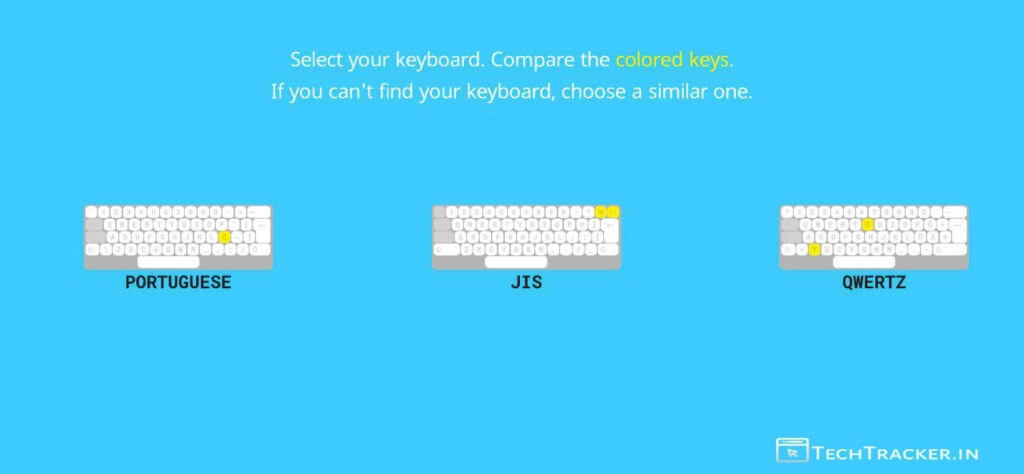 Select your keyboard. Compare the colored keys.
If you can't find your keyboard, choose a similar one.
PORTUGUESE
JIS
QWERTZ
TECHTRACKER.IN